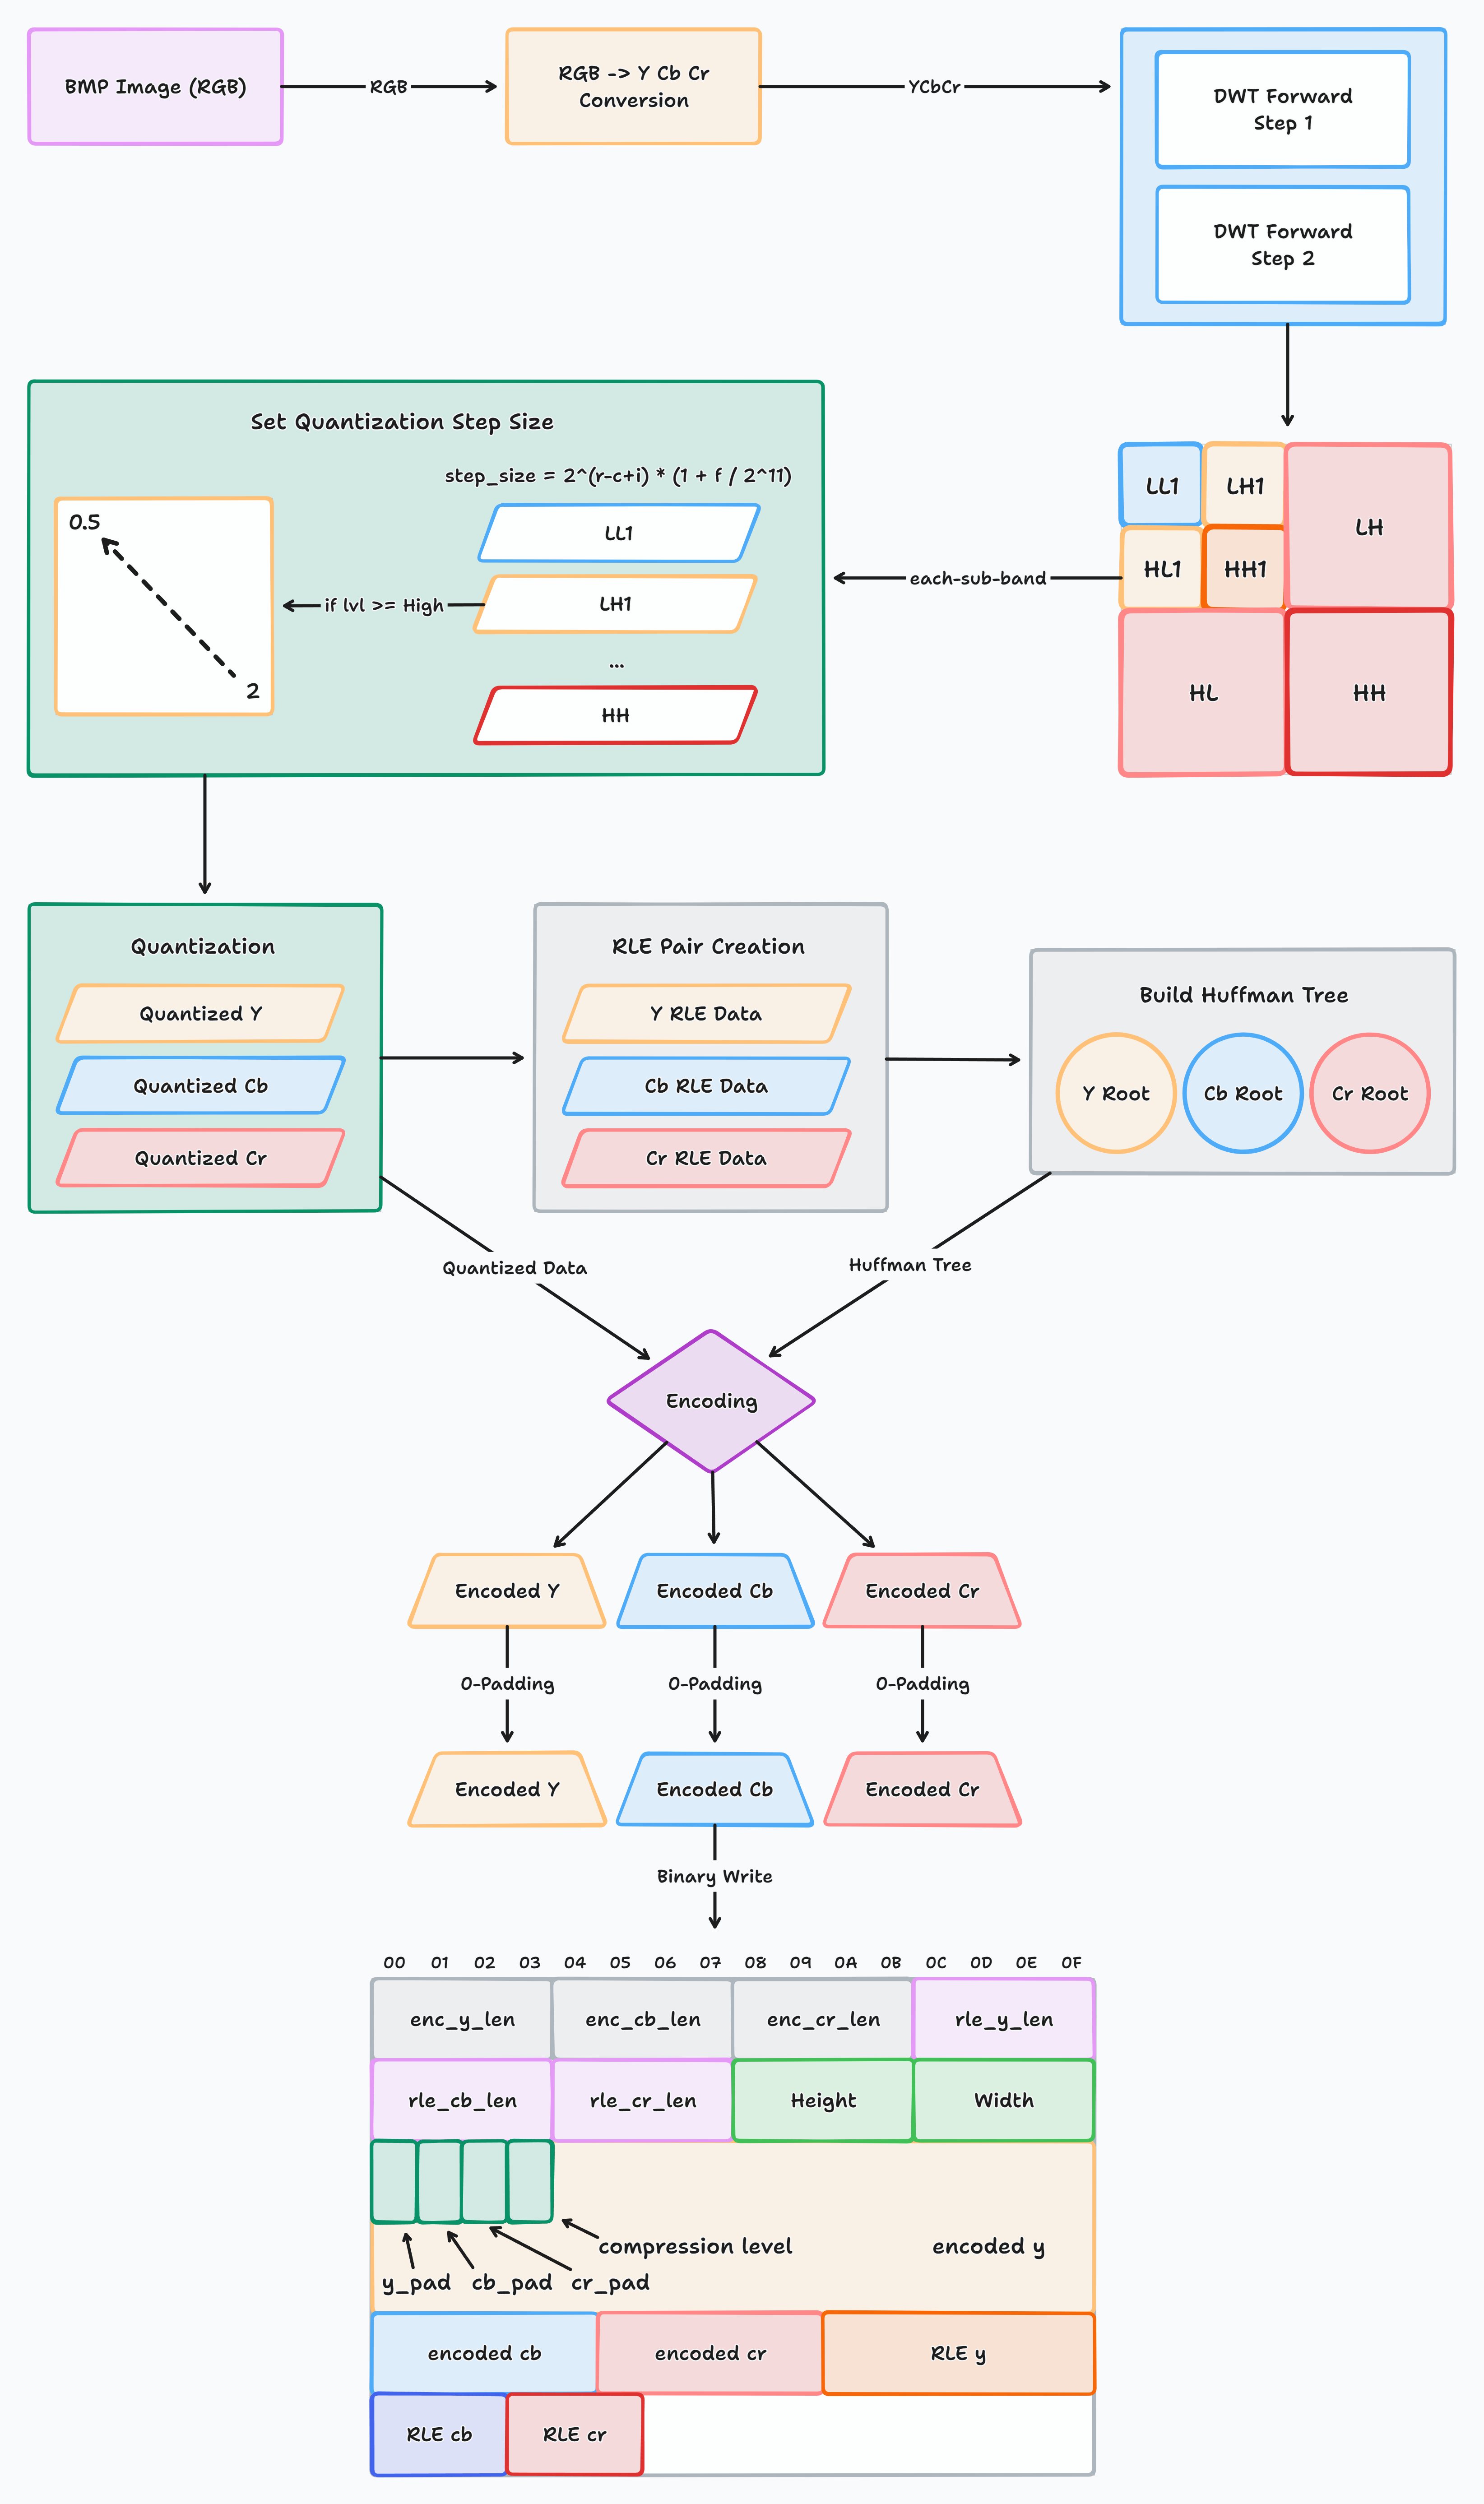 BMP Image (RGB)
RGB
RGB -> Y Cb Cr
Conversion
YCbCr
DWT Forward
Step 1
DWT Forward
Step 2
Set Quantization Step Size
step_size = 2^(r-c+i) * (1 + f / 2^11)
0.5
2
if lvl >= High
LL1
LH1
...
HH
each-sub-band
LL1
LH1
LH
HL1
HH1
HL
HH
Quantization
Quantized Y
Quantized Cb
Quantized Cr
RLE Pair Creation
Y RLE Data
Cb RLE Data
Cr RLE Data
Build Huffman Tree
Y Root
Cb Root
Cr Root
Quantized Data
Huffman Tree
Encoding
Encoded Y
Encoded Cb
Encoded Cr
0-Padding
0-Padding
0-Padding
Encoded Y
Encoded Cb
Encoded Cr
Binary Write
00 01 02 03 04 05 06 07 08 09 0A 0B 0C 0D 0E 0F
enc_y_len
enc_cb_len
enc_cr_len
rle_y_len
rle_cb_len
rle_cr_len
Height
Width
compression level
encoded y
y_pad
cb_pad
cr_pad
encoded cb
encoded cr
RLE y
RLE cb
RLE cr